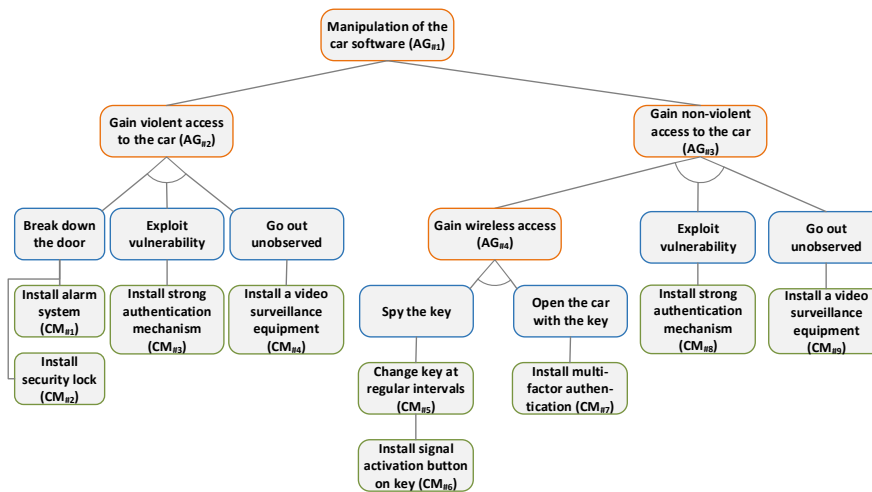 Manipulation of the
car software (AG#1)
Gain violent access
to the car (AG#2)
Gain non-violent
access to the car
(AG#3)
Break down
the door
Exploit
vulnerability
Go out
unobserved
Gain wireless access
(AG#4)
Exploit
vulnerability
Go out
unobserved
Install alarm
system
(CM#1)
Install strong
authentication
mechanism (CM#3)
Install a video
surveillance
equipment (CM#4)
Spy the key
Open the car
with the key
Install strong
authentication
mechanism (CM#8)
Install a video
surveillance
equipment (CM#9)
Install
security lock
(CM#2)
Change key at
regular intervals
(CM#5)
Install multi-
factor authen-
tication (CM#7)
Install signal
activation button
on key (CM#6)